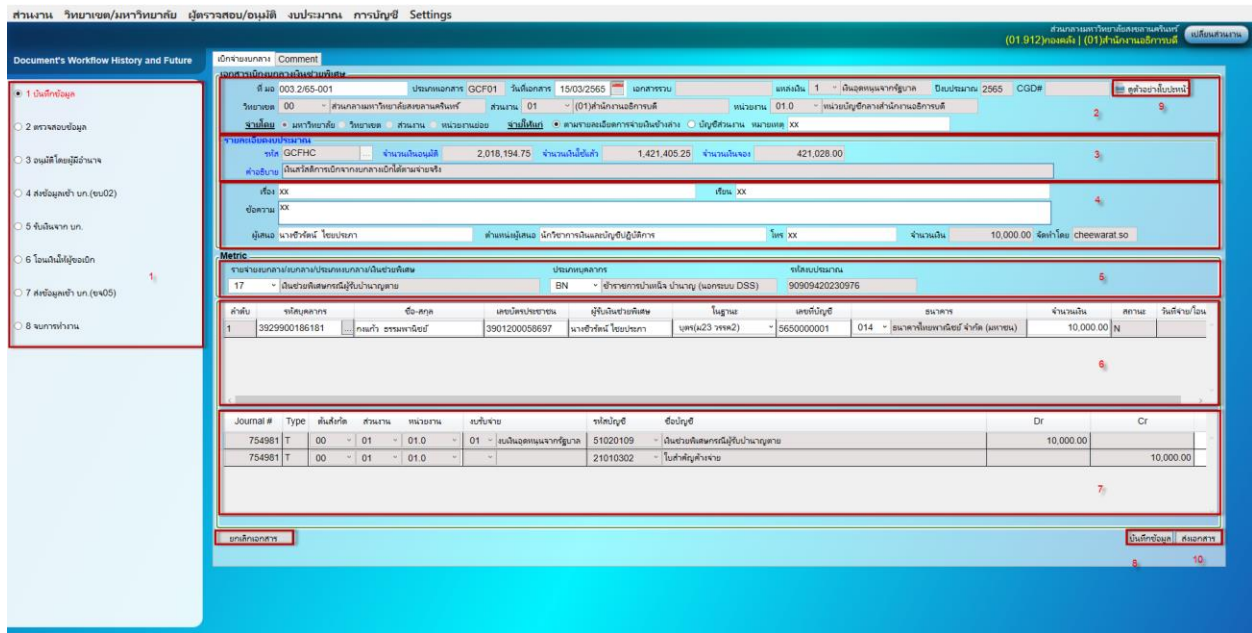 ส่วนงาน วิทยาเขต/มหาวิทยาลัย ผู้ตรวจสอบ/อนุมัติ งบประมาณ การบัญชี Settings
ส่วนกลางมหาวิทยาลัยสงขลานครินทร์
(01.912)กองคลัง | (01)สำนักงานอธิการบดี เปลี่ยนส่วนงาน
Document's Workflow History and Future
1 บันทึกข้อมูล
2 ตรวจสอบข้อมูล
3 อนุมัติโดยผู้มีอำนาจ
4 ส่งข้อมูลเข้า บก.(ขบ02)
5 รับเงินจาก บก.
6 โอนเงินให้ผู้ขอเบิก
7 ส่งข้อมูลเข้า บก.(ขจ05)
8 จบการทำงาน
1
เบิกจ่ายงบกลาง Comment
เอกสารเบิกงบกลางเงินช่วยพิเศษ
ที่ มอ 003.2/65-001 ประเภทเอกสาร GCF01 วันที่เอกสาร 15/03/2565 เอกสารรวม แหล่งเงิน 1 เงินอุดหนุนจากรัฐบาล ปีงบประมาณ 2565 CGD# ดูตัวอย่างใบปะหน้า
วิทยาเขต 00 ส่วนกลางมหาวิทยาลัยสงขลานครินทร์ ส่วนงาน 01 (01)สำนักงานอธิการบดี หน่วยงาน 01.0 หน่วยบัญชีกลางสำนักงานอธิการบดี 2 9
จ่ายโดย มหาวิทยาลัย วิทยาเขต ส่วนงาน หน่วยงานย่อย จ่ายให้แก่ ตามรายละเอียดการจ่ายเงินข้างล่าง บัญชีส่วนงาน หมายเหตุ xx
รายละเอียดงบประมาณ
รหัส GCFHC ... จำนวนเงินอนุมัติ 2,018,194.75 จำนวนเงินใช้แล้ว 1,421,405.25 จำนวนเงินจอง 421,028.00 3
คำอธิบาย เงินสวัสดิการเบิกจากงบกลางเบิกได้ตามจ่ายจริง
เรื่อง xx เรียน xx
ข้อความ xx 4
ผู้เสนอ นางชีวรัตน์ ไชยประภา ตำแหน่งผู้เสนอ นักวิชาการเงินและบัญชีปฏิบัติการ โทร xx จำนวนเงิน 10,000.00 จัดทำโดย cheewarat.so
Metric
รายจ่ายงบกลาง/งบกลาง/ประเภทงบกลาง/เงินช่วยพิเศษ ประเภทบุคลากร รหัสงบประมาณ 5
17 เงินช่วยพิเศษกรณีผู้รับบำนาญตาย BN ข้าราชการบำเหน็จ บำนาญ (นอกระบบ DSS) 90909420230976
ลำดับ รหัสบุคลากร ชื่อ-สกุล เลขบัตรประชาชน ผู้รับเงินช่วยพิเศษ ในฐานะ เลขที่บัญชี ธนาคาร จำนวนเงิน สถานะ วันที่จ่าย/โอน
1 3929900186181 ... กองแก้ว ธรรมพานิชย์ 3901200058697 นางชีวรัตน์ ไชยประภา บุตร(ม23 วรรค2) 5650000001 014 ธนาคารไทยพาณิชย์ จำกัด (มหาชน) 10,000.00 N
6
Journal # Type ต้นสังกัด ส่วนงาน หน่วยงาน งบรับจ่าย รหัสบัญชี ชื่อบัญชี Dr Cr
754981 T 00 01 01.0 01 งบเงินอุดหนุนจากรัฐบาล 51020109 เงินช่วยพิเศษกรณีผู้รับบำนาญตาย 10,000.00
754981 T 00 01 01.0 21010302 ใบสำคัญค้างจ่าย 10,000.00
7
ยกเลิกเอกสาร บันทึกข้อมูล ส่งเอกสาร
8 10